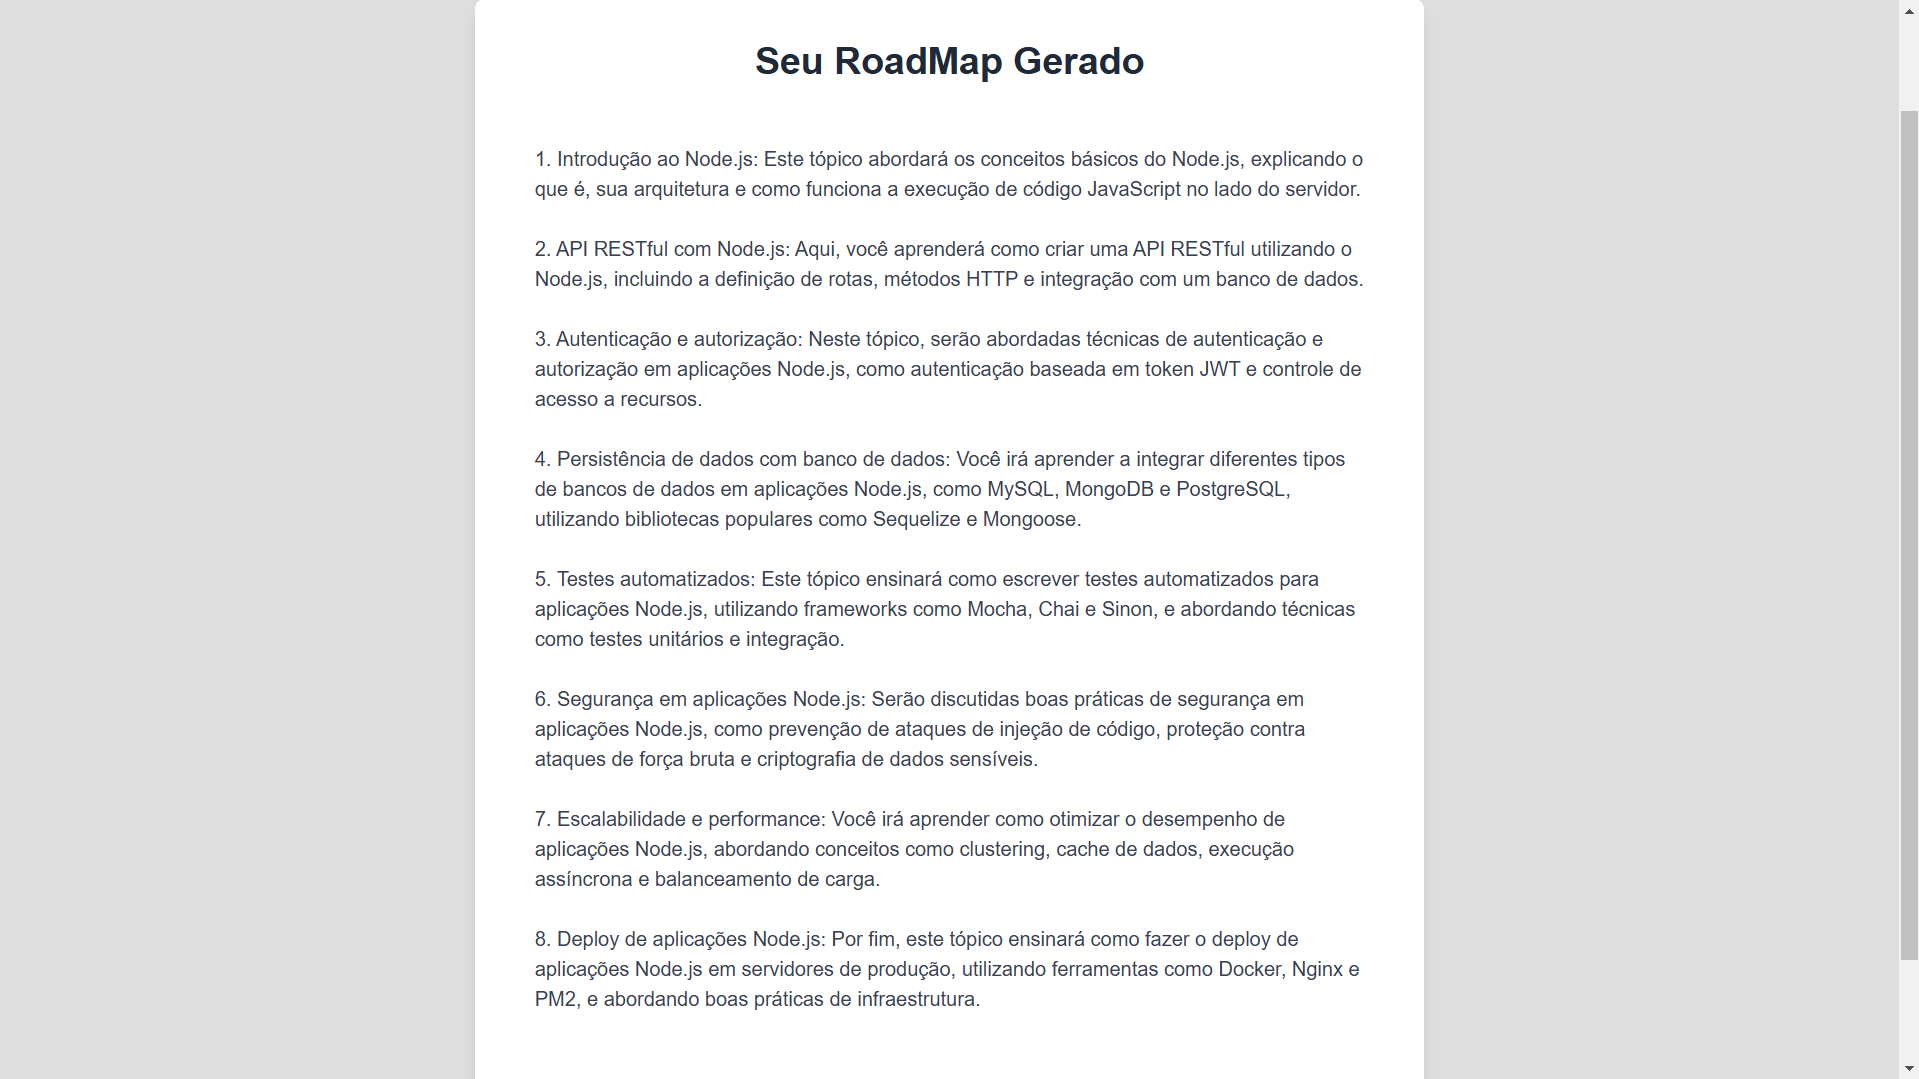 Seu RoadMap Gerado
1. Introdução ao Node.js: Este tópico abordará os conceitos básicos do Node.js, explicando o
que é, sua arquitetura e como funciona a execução de código JavaScript no lado do servidor.
2. API RESTful com Node.js: Aqui, você aprenderá como criar uma API RESTful utilizando o
Node.js, incluindo a definição de rotas, métodos HTTP e integração com um banco de dados.
3. Autenticação e autorização: Neste tópico, serão abordadas técnicas de autenticação e
autorização em aplicações Node.js, como autenticação baseada em token JWT e controle de
acesso a recursos.
4. Persistência de dados com banco de dados: Você irá aprender a integrar diferentes tipos
de bancos de dados em aplicações Node.js, como MySQL, MongoDB e PostgreSQL,
utilizando bibliotecas populares como Sequelize e Mongoose.
5. Testes automatizados: Este tópico ensinará como escrever testes automatizados para
aplicações Node.js, utilizando frameworks como Mocha, Chai e Sinon, e abordando técnicas
como testes unitários e integração.
6. Segurança em aplicações Node.js: Serão discutidas boas práticas de segurança em
aplicações Node.js, como prevenção de ataques de injeção de código, proteção contra
ataques de força bruta e criptografia de dados sensíveis.
7. Escalabilidade e performance: Você irá aprender como otimizar o desempenho de
aplicações Node.js, abordando conceitos como clustering, cache de dados, execução
assíncrona e balanceamento de carga.
8. Deploy de aplicações Node.js: Por fim, este tópico ensinará como fazer o deploy de
aplicações Node.js em servidores de produção, utilizando ferramentas como Docker, Nginx e
PM2, e abordando boas práticas de infraestrutura.